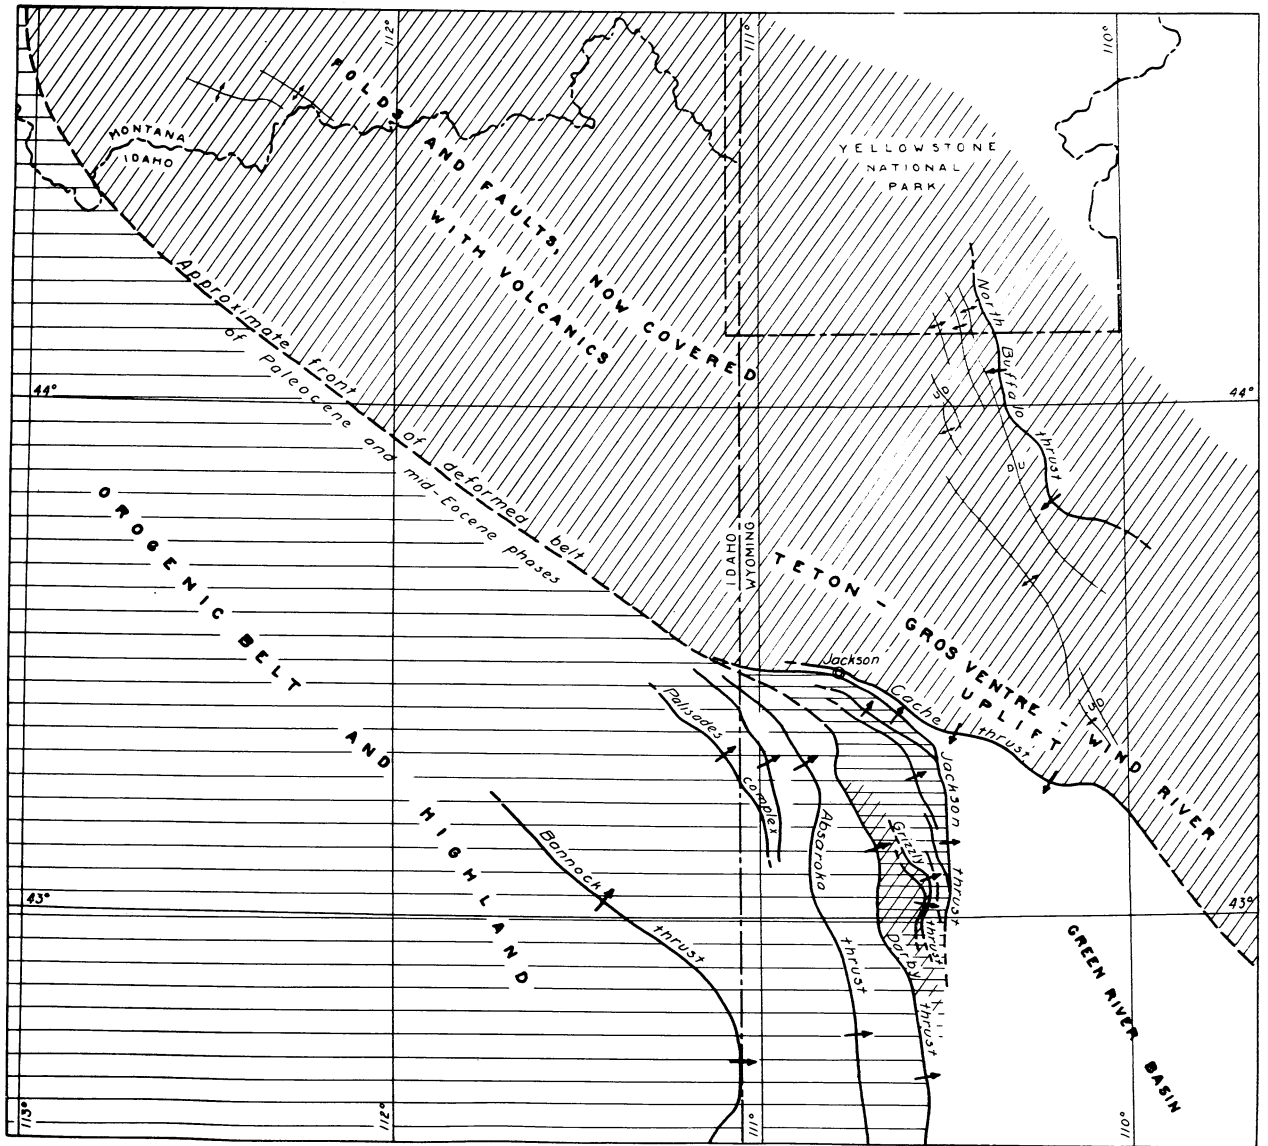 112°
111°
110°
FOLDS
AND FAULTS, NOW COVERED
WITH VOLCANICS
MONTANA
IDAHO
YELLOWSTONE
NATIONAL
PARK
Approximate front of deformed belt
of Paleocene and mid-Eocene phases
North Buffalo thrust
44°
44°
D
U
D U
OROGENIC BELT AND HIGHLAND
IDAHO
WYOMING
TETON - GROS VENTRE - WIND RIVER
UPLIFT
Jackson
Cache thrust
U D
Palisades complex
Absaroka thrust
Jackson thrust
Grizzly thrust
Darby thrust
Bannock thrust
43°
43°
GREEN RIVER BASIN
113°
112°
111°
110°